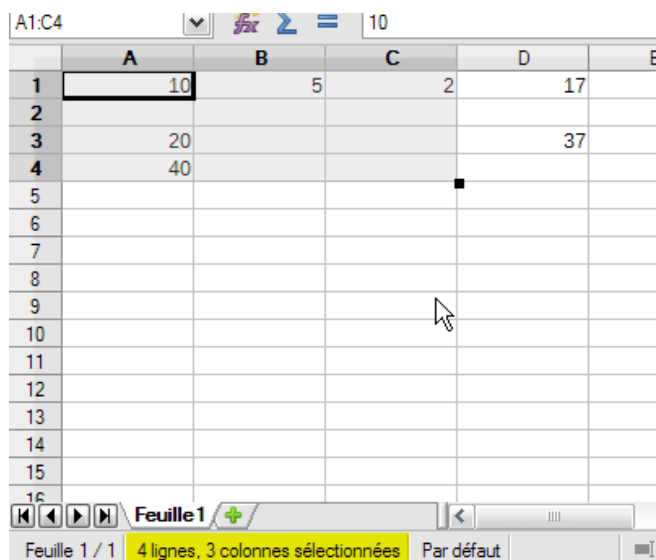 A1:C4 fx Σ = 10
A B C D E
1 10 5 2 17
2
3 20 37
4 40
5
6
7
8
9
10
11
12
13
14
15
16
Feuille1
Feuille 1 / 1 4 lignes, 3 colonnes sélectionnées Par défaut